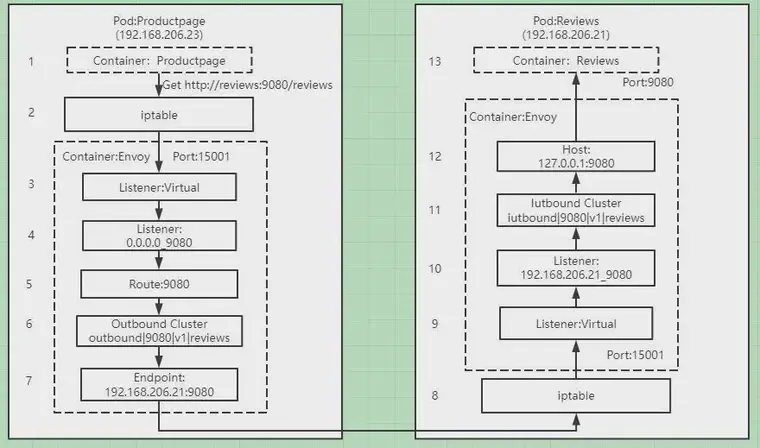 Pod:Productpage
(192.168.206.23)
1
Container: Productpage
Get http://reviews:9080/reviews
2
iptable
Container:Envoy
Port:15001
3
Listener:Virtual
4
Listener:
0.0.0.0_9080
5
Route:9080
6
Outbound Cluster
outbound|9080|v1|reviews
7
Endpoint:
192.168.206.21:9080
Pod:Reviews
(192.168.206.21)
13
Container: Reviews
Port:9080
Container:Envoy
12
Host:
127.0.0.1:9080
11
Iutbound Cluster
iutbound|9080|v1|reviews
10
Listener:
192.168.206.21_9080
9
Listener:Virtual
Port:15001
8
iptable